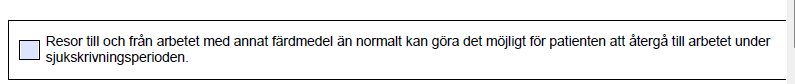 Resor till och från arbetet med annat färdmedel än normalt kan göra det möjligt för patienten att återgå till arbetet under
sjukskrivningsperioden.